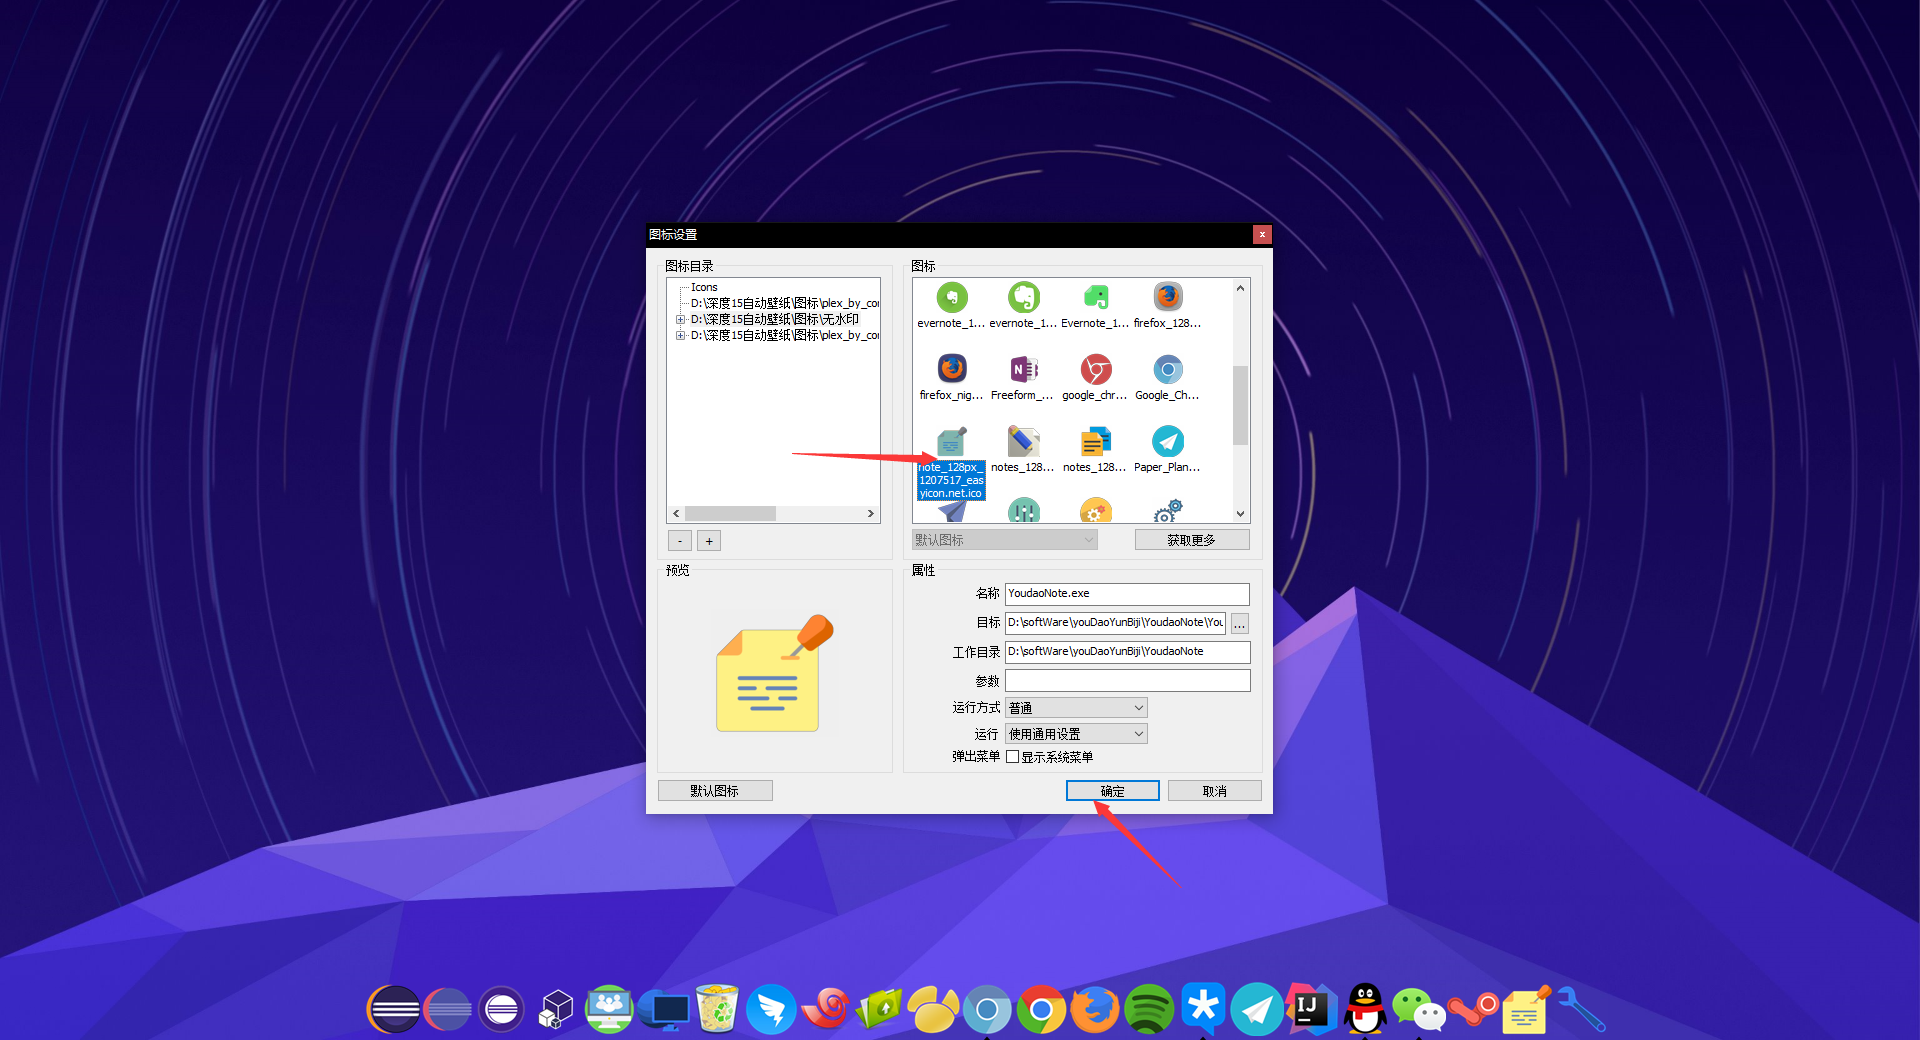 图标设置
x
图标目录
Icons
D:\深度15自动壁纸\图标\plex_by_cor
D:\深度15自动壁纸\图标\无水印
D:\深度15自动壁纸\图标\plex_by_cor
-
+
图标
evernote_1...
evernote_1...
Evernote_1...
firefox_128...
firefox_nig...
Freeform_...
google_chr...
Google_Ch...
note_128px_
1207517_eas
yicon.net.ico
notes_128...
notes_128...
Paper_Plan...
默认图标
获取更多
预览
属性
名称
YoudaoNote.exe
目标
D:\softWare\youDaoYunBiji\YoudaoNote\You
...
工作目录
D:\softWare\youDaoYunBiji\YoudaoNote
参数
运行方式
普通
运行
使用通用设置
弹出菜单
显示系统菜单
默认图标
确定
取消
N
IJ